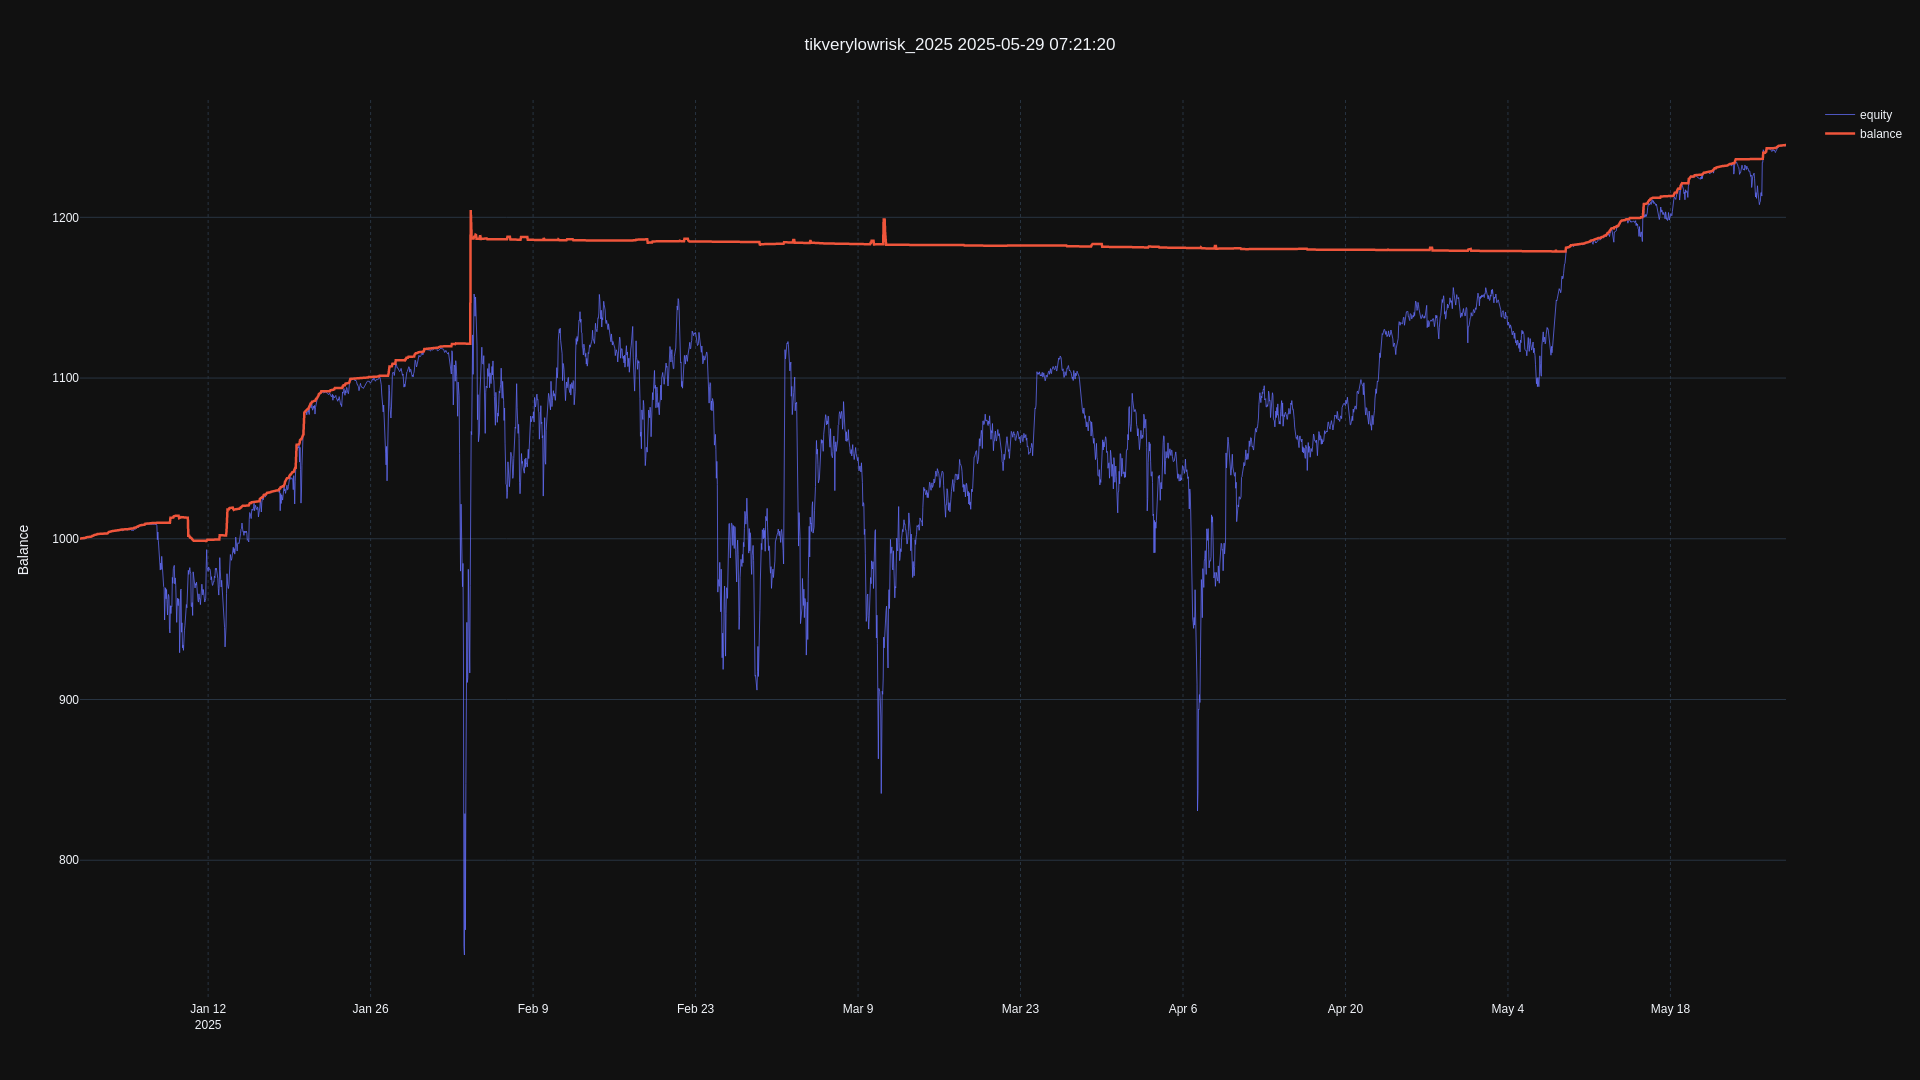 tikverylowrisk_2025 2025-05-29 07:21:20
equity
balance
Balance
1200
1100
1000
900
800
Jan 12
2025
Jan 26
Feb 9
Feb 23
Mar 9
Mar 23
Apr 6
Apr 20
May 4
May 18